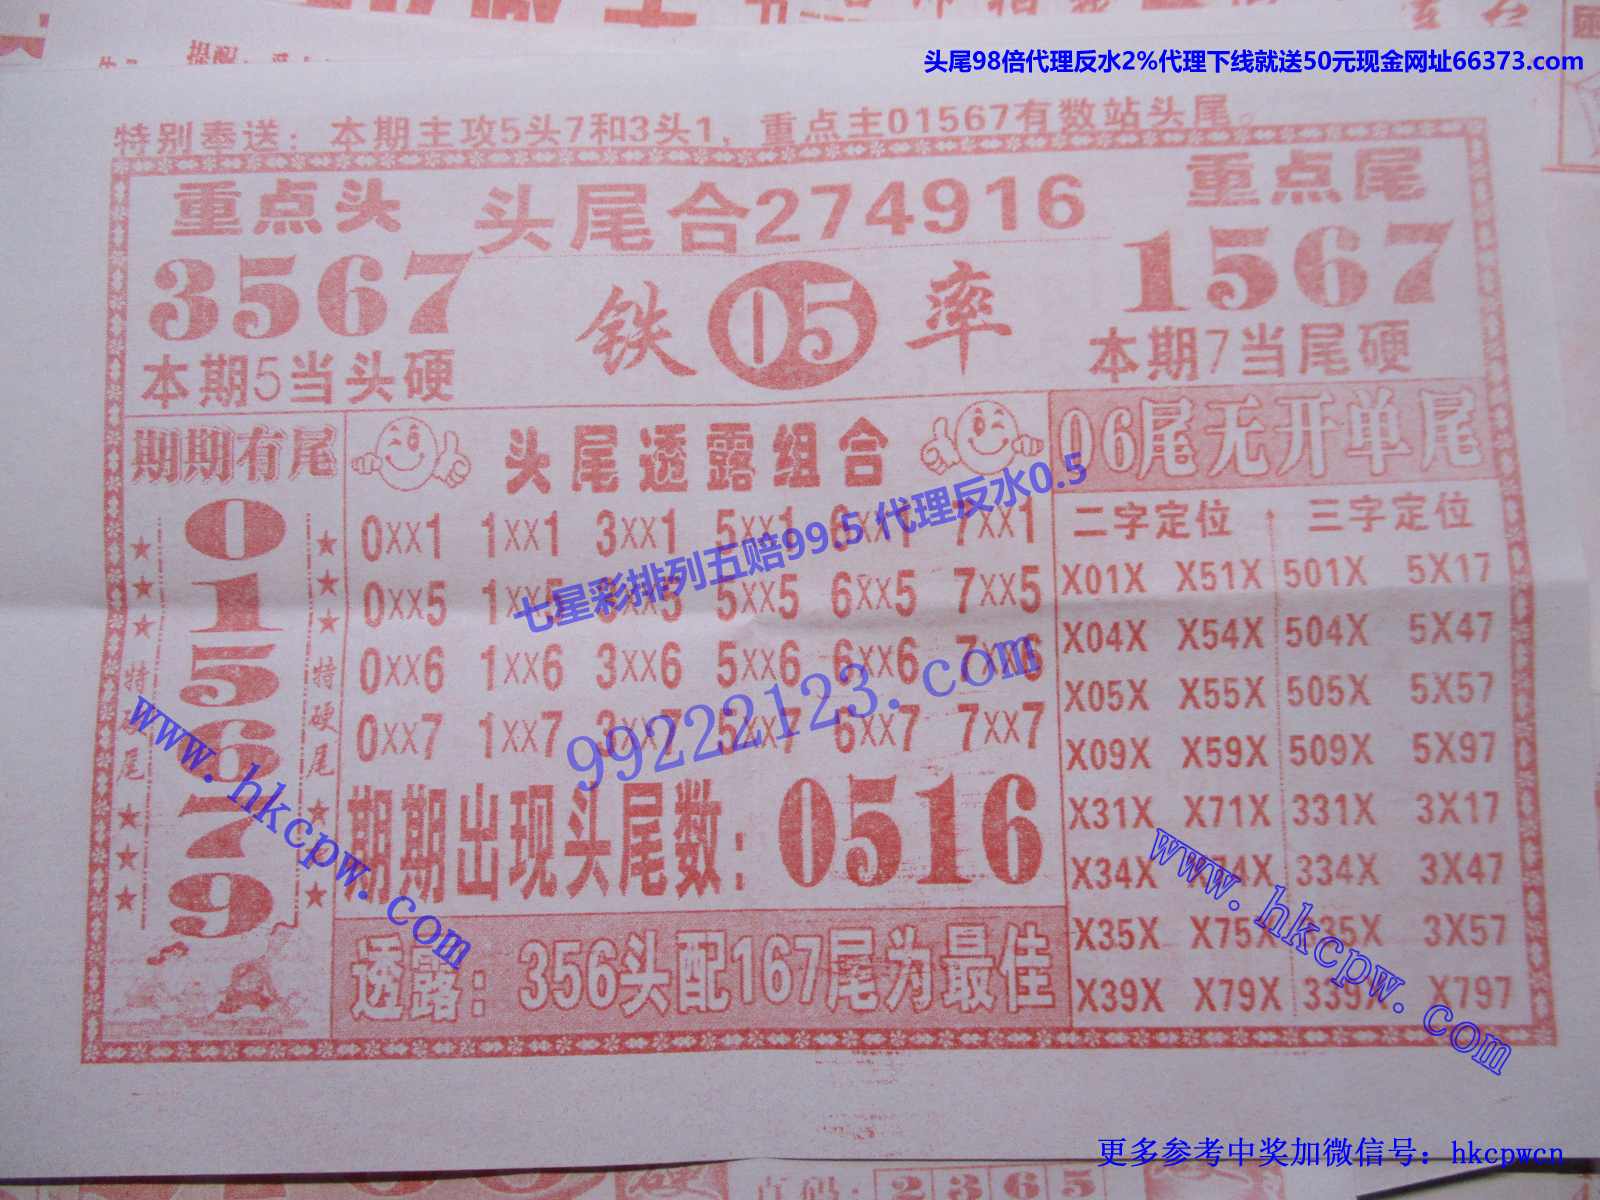 头尾98倍代理反水2%代理下线就送50元现金网址66373.com
特别奉送：本期主攻5头7和3头1，重点主01567有数站头尾。
重点头
头尾合274916
重点尾
3567
铁05率
1567
本期5当头硬
本期7当尾硬
期期有尾
0
1
5
6
7
9
特硬尾
特硬尾
头尾透露组合
0XX1 1XX1 3XX1 5XX1 6XX1 7XX1
0XX5 1XX5 3XX5 5XX5 6XX5 7XX5
0XX6 1XX6 3XX6 5XX6 6XX6 7XX6
0XX7 1XX7 3XX7 5XX7 6XX7 7XX7
期期出现头尾数：0516
透露：356头配167尾为最佳
06尾无开单尾
二字定位 三字定位
X01X X51X 501X 5X17
X04X X54X 504X 5X47
X05X X55X 505X 5X57
X09X X59X 509X 5X97
X31X X71X 331X 3X17
X34X X74X 334X 3X47
X35X X75X 335X 3X57
X39X X79X 339X X797
七星彩排列五赔99.5 代理反水0.5
99222123.com
www.hkcpw.com
www.hkcpw.com
更多参考中奖加微信号：hkcpwcn
2365